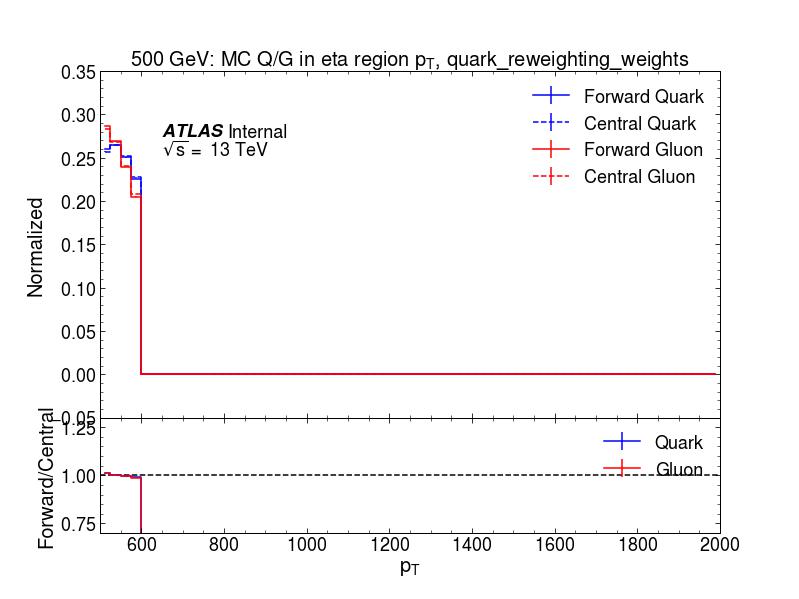 500 GeV: MC Q/G in eta region pT, quark_reweighting_weights
0.35
0.30
0.25
0.20
0.15
0.10
0.05
0.00
0.05
Normalized
ATLAS Internal
√s = 13 TeV
Forward Quark
Central Quark
Forward Gluon
Central Gluon
1.25
1.00
0.75
Forward/Central
Quark
Gluon
600 800 1000 1200 1400 1600 1800 2000
pT